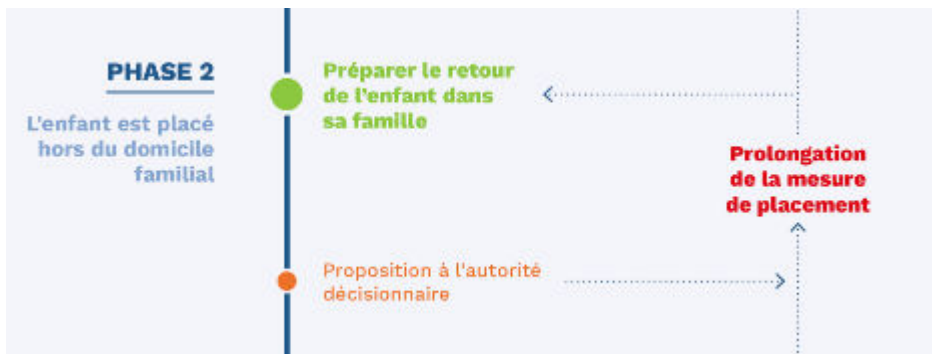 PHASE 2
L'enfant est placé
hors du domicile
familial
Préparer le retour
de l'enfant dans
sa famille
Prolongation
de la mesure
de placement
Proposition à l'autorité
décisionnaire